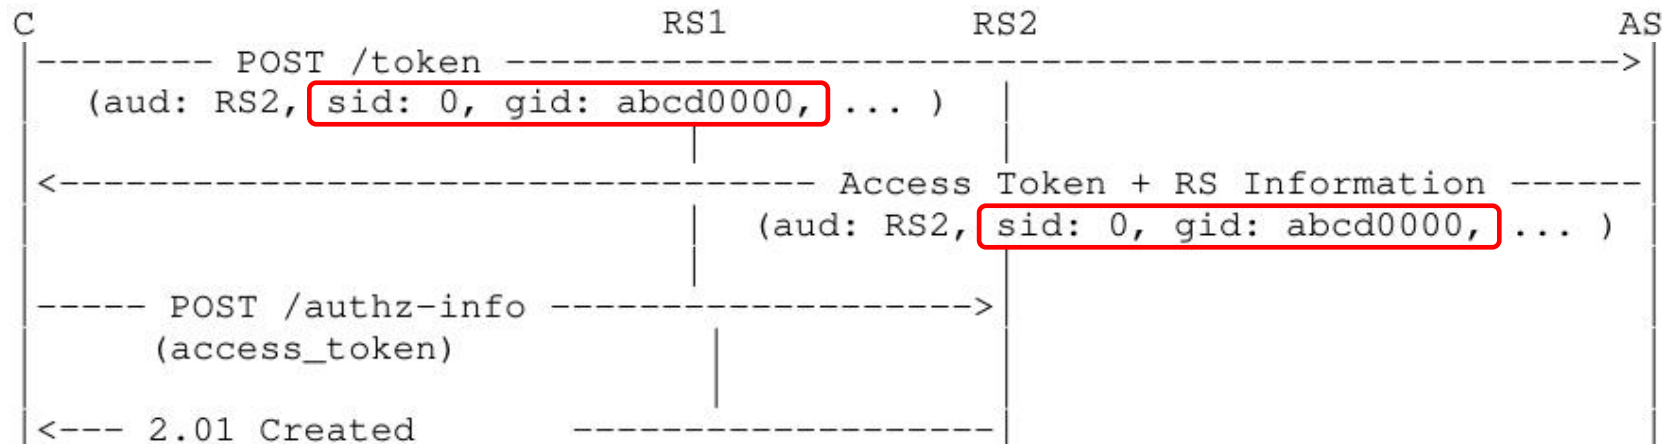 C RS1 RS2 AS
-------- POST /token -------------------------------------------------->
(aud: RS2, sid: 0, gid: abcd0000, ... )
<---------------------------------- Access Token + RS Information ------
(aud: RS2, sid: 0, gid: abcd0000, ... )
----- POST /authz-info ------------------->
(access_token)
<--- 2.01 Created -------------------